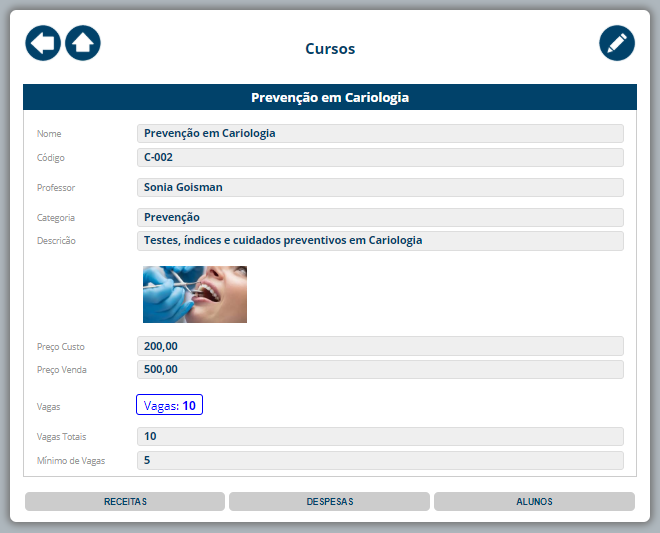 Cursos
Prevenção em Cariologia
Nome Prevenção em Cariologia
Código C-002
Professor Sonia Goisman
Categoria Prevenção
Descricão Testes, índices e cuidados preventivos em Cariologia
Preço Custo 200,00
Preço Venda 500,00
Vagas Vagas: 10
Vagas Totais 10
Mínimo de Vagas 5
RECEITAS DESPESAS ALUNOS